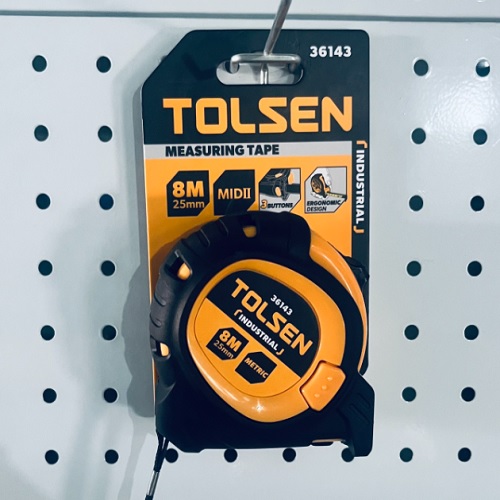 36143
TOLSEN
MEASURING TAPE
INDUSTRIAL
8M
25mm
MIDII
3 BUTTONS
ERGONOMIC
DESIGN
36143
TOLSEN
INDUSTRIAL
8M
25mm
METRIC